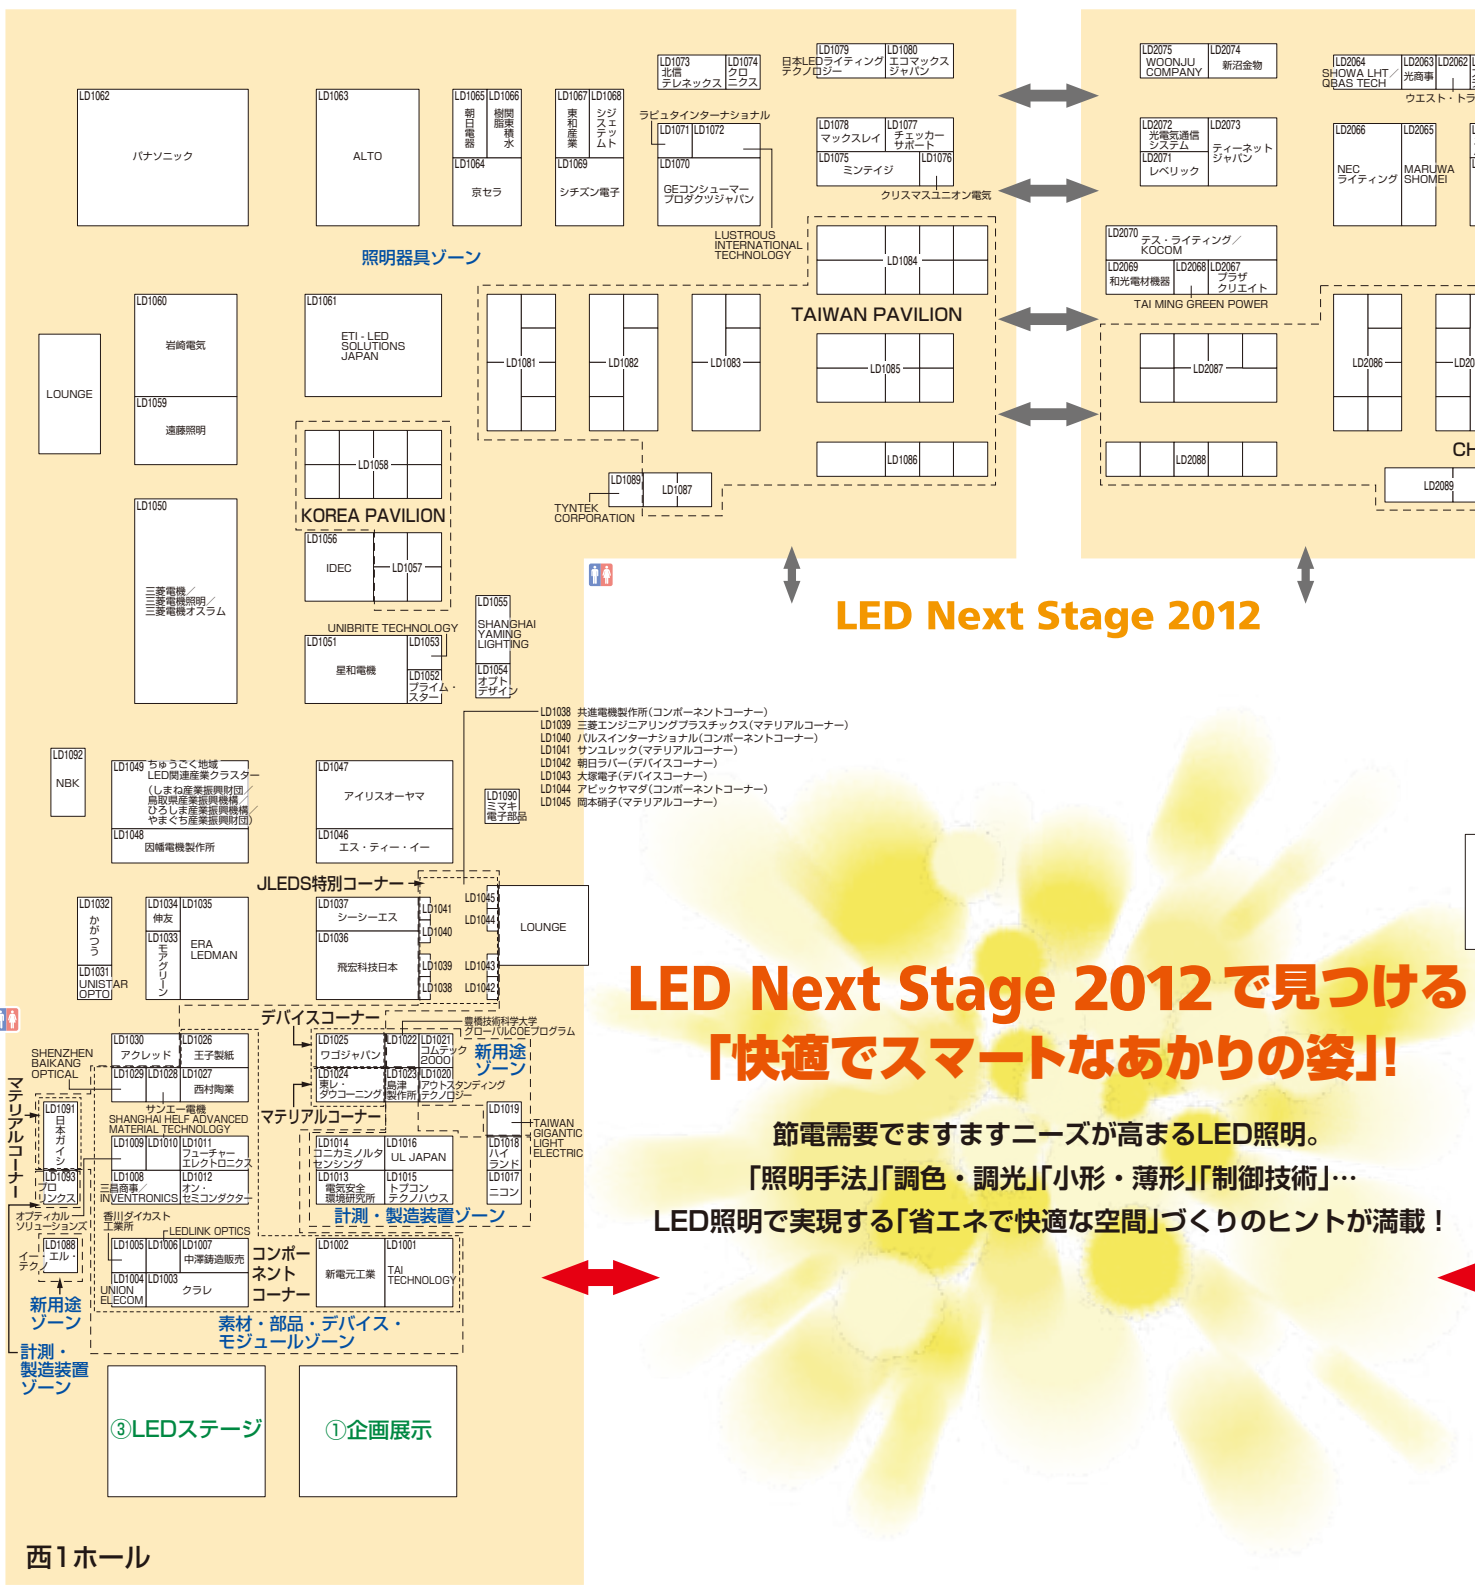 LD1062
パナソニック
LD1063
ALTO
LD1065
朝日電器
LD1066
関東積水
樹脂
LD1064
京セラ
LD1067
東和産業
LD1068
シジェット
システム
LD1069
シチズン電子
LD1073
北信
テレネックス
LD1074
クロ
ニクス
ラピュタインターナショナル
LD1071
LD1072
LD1070
GEコンシューマー
プロダクツジャパン
LUSTROUS
INTERNATIONAL
TECHNOLOGY
LD1079
日本LEDライティング
テクノロジー
LD1080
エコマックス
ジャパン
LD1078
マックスレイ
LD1077
チェッカー
サポート
LD1075
ミンテイジ
LD1076
クリスマスユニオン電気
LD2075
WOONJU
COMPANY
LD2074
新沼金物
LD2064
SHOWA LHT／
QBAS TECH
LD2063
光商事
LD2062
ウエスト・トラ
LD2072
光電気通信
システム
LD2073
ティーネット
ジャパン
LD2071
レベリック
LD2066
NEC
ライティング
LD2065
MARUWA
SHOMEI
LD2070
テス・ライティング／
KOCOM
LD2069
和光電材機器
LD2068
LD2067
プラザ
クリエイト
TAI MING GREEN POWER
照明器具ゾーン
LD1084
TAIWAN PAVILION
LD1081
LD1082
LD1083
LD1085
LD1086
LD1089
LD1087
TYNTEK
CORPORATION
LD2087
LD2086
LD20
LD2088
CH
LD2089
LD1060
岩崎電気
LD1061
ETI - LED
SOLUTIONS
JAPAN
LOUNGE
LD1059
遠藤照明
LD1058
KOREA PAVILION
LD1050
三菱電機／
三菱電機照明／
三菱電機オスラム
LD1056
IDEC
LD1057
UNIBRITE TECHNOLOGY
LD1051
星和電機
LD1053
LD1052
プライム・
スター
LD1055
SHANGHAI
YAMING
LIGHTING
LD1054
オプト
デザイン
LED Next Stage 2012
LD1038 共進電機製作所(コンポーネントコーナー)
LD1039 三菱エンジニアリングプラスチックス(マテリアルコーナー)
LD1040 パルスインターナショナル(コンポーネントコーナー)
LD1041 サンユレック(マテリアルコーナー)
LD1042 朝日ラバー(デバイスコーナー)
LD1043 大塚電子(デバイスコーナー)
LD1044 アピックヤマダ(コンポーネントコーナー)
LD1045 岡本硝子(マテリアルコーナー)
LD1092
NBK
LD1049
ちゅうごく地域
LED関連産業クラスター
(しまね産業振興財団／
鳥取県産業振興機構／
ひろしま産業振興機構／
やまぐち産業振興財団)
LD1048
因幡電機製作所
LD1047
アイリスオーヤマ
LD1046
エス・ティー・イー
LD1090
ミマキ
電子部品
JLEDS特別コーナー
LD1032
かがつう
LD1031
UNISTAR
OPTO
LD1034
伸友
LD1033
モアグリーン
LD1035
ERA
LEDMAN
LD1037
シーシーエス
LD1036
飛宏科技日本
LD1041
LD1040
LD1039
LD1038
LD1045
LD1044
LD1043
LD1042
LOUNGE
LED Next Stage 2012 で見つける
「快適でスマートなあかりの姿」!
節電需要でますますニーズが高まるLED照明。
「照明手法」「調色・調光」「小形・薄形」「制御技術」…
LED照明で実現する「省エネで快適な空間」づくりのヒントが満載！
デバイスコーナー
豊橋技術科学大学
グローバルCOEプログラム
LD1030
アクレッド
LD1026
王子製紙
SHENZHEN
BAIKANG
OPTICAL
LD1029
LD1028
LD1027
西村陶業
サンエー電機
SHANGHAI HELF ADVANCED
MATERIAL TECHNOLOGY
LD1025
ワゴジャパン
LD1022
LD1021
コムテック
2000
新用途
ゾーン
LD1024
東レ・
ダウコーニング
LD1023
島津
製作所
LD1020
アウトスタンディング
テクノロジー
マテリアルコーナー
マテリアルコーナー
LD1091
日本ガイシ
LD1093
プロ
リンクス
LD1009
LD1010
LD1011
フューチャー
エレクトロニクス
LD1008
三昌商事／
INVENTRONICS
LD1012
オン・
セミコンダクター
LD1014
コニカミノルタ
センシング
LD1016
UL JAPAN
LD1013
電気安全
環境研究所
LD1015
トプコン
テクノハウス
LD1019
TAIWAN
GIGANTIC
LIGHT
ELECTRIC
LD1018
ハイ
ランド
LD1017
ニコン
計測・製造装置ゾーン
オプティカル
ソリューションズ
香川ダイカスト
工業所
LEDLINK OPTICS
LD1088
イー・エル・
テクノ
LD1005
LD1006
LD1007
中澤鋳造販売
LD1004
UNION
ELECOM
LD1003
クラレ
コンポー
ネント
コーナー
LD1002
新電元工業
LD1001
TAI
TECHNOLOGY
新用途
ゾーン
素材・部品・デバイス・
モジュールゾーン
計測・
製造装置
ゾーン
③LEDステージ
①企画展示
西1ホール